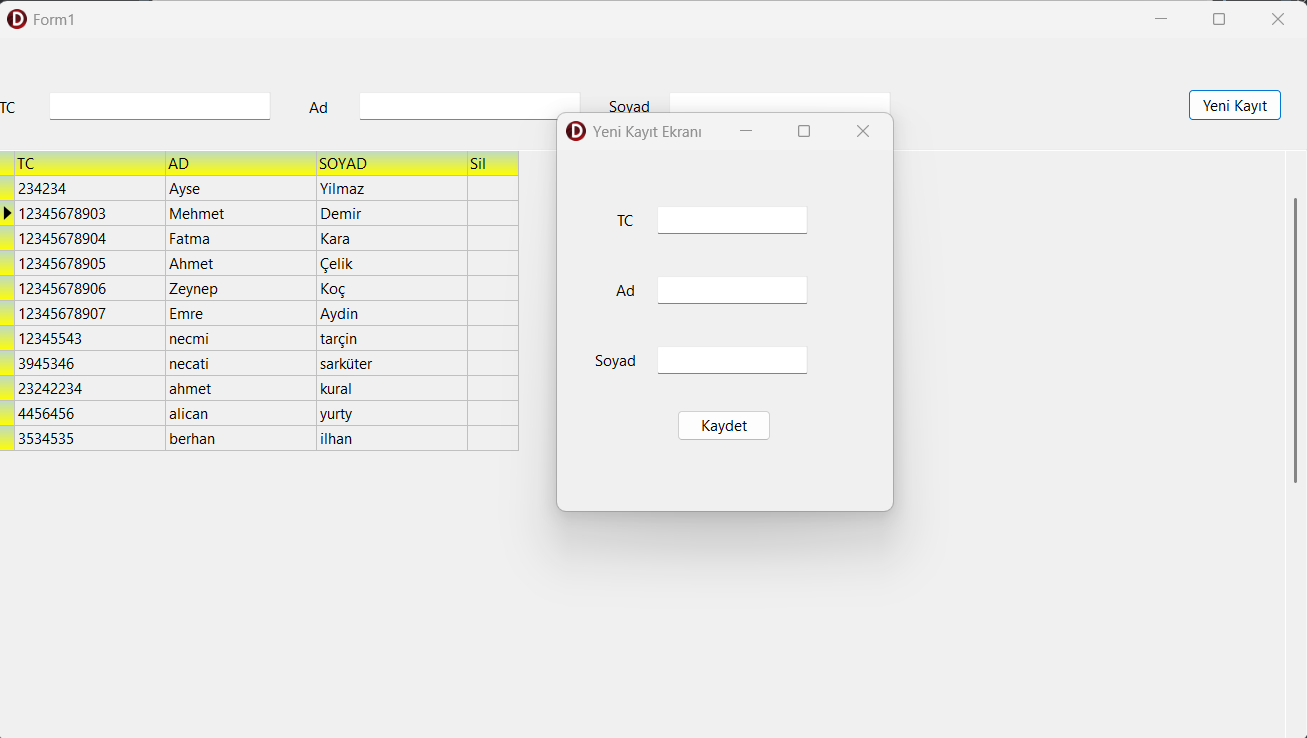 Form1
TC Ad Soyad Yeni Kayıt
TC AD SOYAD Sil
234234 Ayse Yilmaz
12345678903 Mehmet Demir
12345678904 Fatma Kara
12345678905 Ahmet Çelik
12345678906 Zeynep Koç
12345678907 Emre Aydin
12345543 necmi tarçin
3945346 necati sarküter
23242234 ahmet kural
4456456 alican yurty
3534535 berhan ilhan
Yeni Kayıt Ekranı
TC
Ad
Soyad
Kaydet